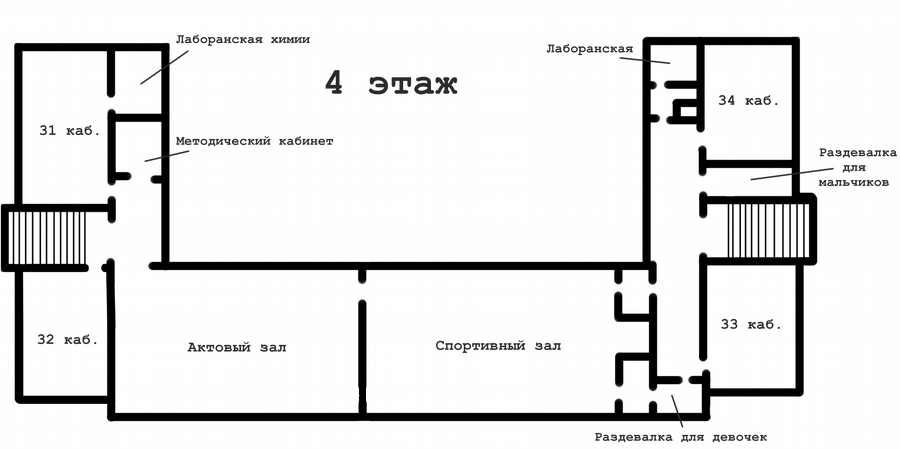 Лаборанская химии
Лаборанская
4 этаж
34 каб.
31 каб.
Методический кабинет
Раздевалка
для
мальчиков
33 каб.
32 каб.
Актовый зал
Спортивный зал
Раздевалка для девочек